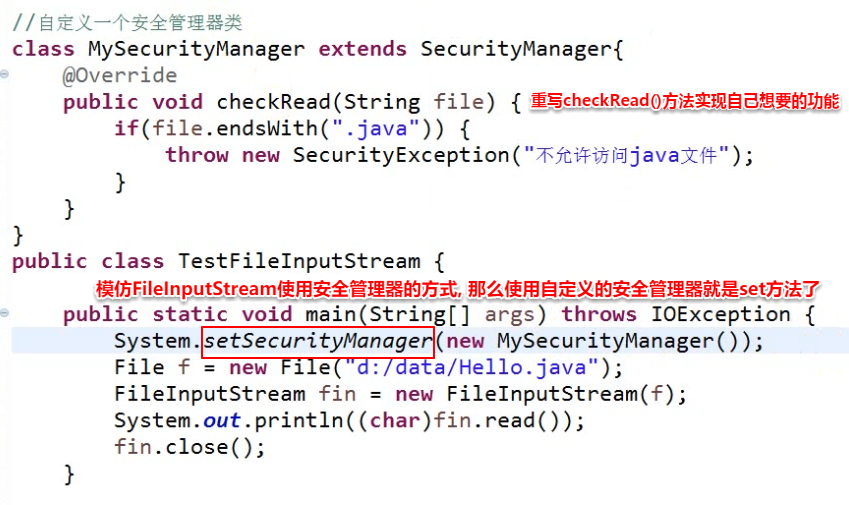 //自定义一个安全管理器类
class MySecurityManager extends SecurityManager{
@Override
public void checkRead(String file) { 重写checkRead()方法实现自己想要的功能
if(file.endsWith(".java")) {
throw new SecurityException("不允许访问java文件");
}
}
}
public class TestFileInputStream {
模仿FileInputStream使用安全管理器的方式, 那么使用自定义的安全管理器就是set方法了
public static void main(String[] args) throws IOException {
System.setSecurityManager(new MySecurityManager());
File f = new File("d:/data/Hello.java");
FileInputStream fin = new FileInputStream(f);
System.out.println((char)fin.read());
fin.close();
}